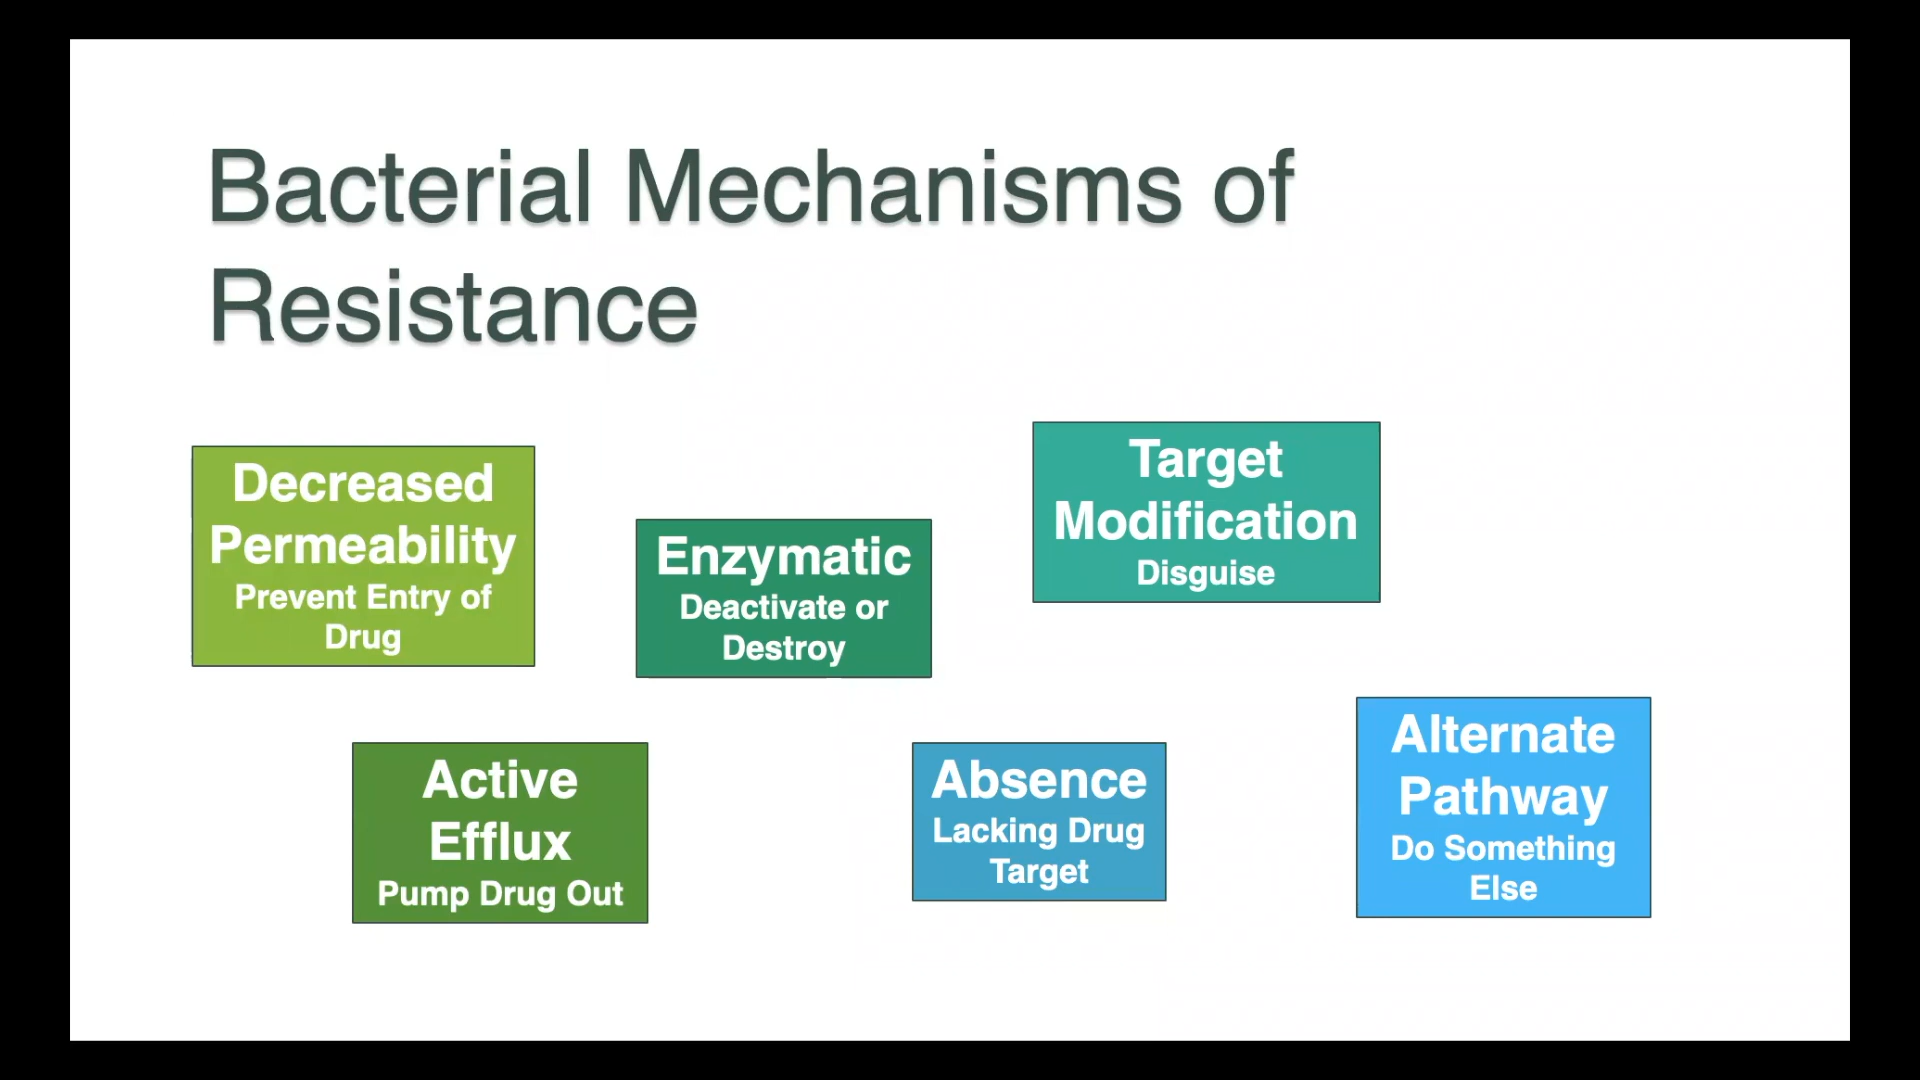 Bacterial Mechanisms of
Resistance
Decreased
Permeability
Prevent Entry of
Drug
Enzymatic
Deactivate or
Destroy
Target
Modification
Disguise
Active
Efflux
Pump Drug Out
Absence
Lacking Drug
Target
Alternate
Pathway
Do Something
Else